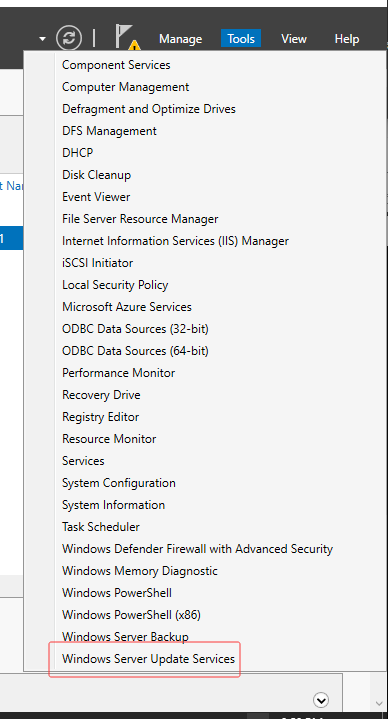 Manage Tools View Help
Component Services
Computer Management
Defragment and Optimize Drives
DFS Management
DHCP
Disk Cleanup
Event Viewer
File Server Resource Manager
Internet Information Services (IIS) Manager
iSCSI Initiator
Local Security Policy
Microsoft Azure Services
ODBC Data Sources (32-bit)
ODBC Data Sources (64-bit)
Performance Monitor
Recovery Drive
Registry Editor
Resource Monitor
Services
System Configuration
System Information
Task Scheduler
Windows Defender Firewall with Advanced Security
Windows Memory Diagnostic
Windows PowerShell
Windows PowerShell (x86)
Windows Server Backup
Windows Server Update Services